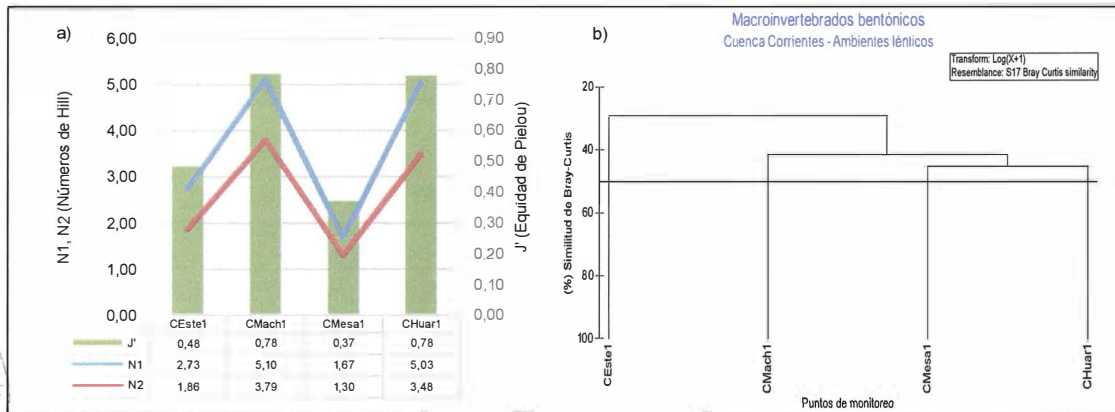 a)
6,00
5,00
4,00
3,00
2,00
1,00
0,00
N1, N2 (Números de Hill)
0,90
0,80
0,70
0,60
0,50
0,40
0,30
0,20
0,10
0,00
J' (Equidad de Pielou)
CEste1 CMach1 CMesa1 CHuar1
J' 0,48 0,78 0,37 0,78
N1 2,73 5,10 1,67 5,03
N2 1,86 3,79 1,30 3,48
b)
Macroinvertebrados bentónicos
Cuenca Corrientes - Ambientes lénticos
Transform: Log(X+1)
Resemblance: S17 Bray Curtis similarity
20
40
60
80
100
(%) Similitud de Bray-Curtis
CEste1
CMach1
CMesa1
CHuar1
Puntos de monitoreo